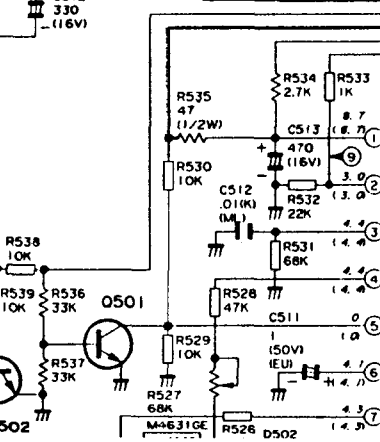 330
(16V)
R534
2.7K
R533
1K
R535
47
(1/2W)
8.7
(8.7)
1
C513
+
470
(16V)
-
9
R530
10K
3.0
(3.0)
2
R532
22K
C512
.01(K)
(ML)
4.4
(4.4)
3
R531
68K
R538
10K
4.4
(4.4)
4
R539
10K
R536
33K
R528
47K
Q501
C511
1
(50V)
(EU)
0
(0)
5
R529
10K
R537
33K
4.1
(4.1)
6
- +
R527
68K
502
M4631GE
R526
D502
4.3
(4.3)
7